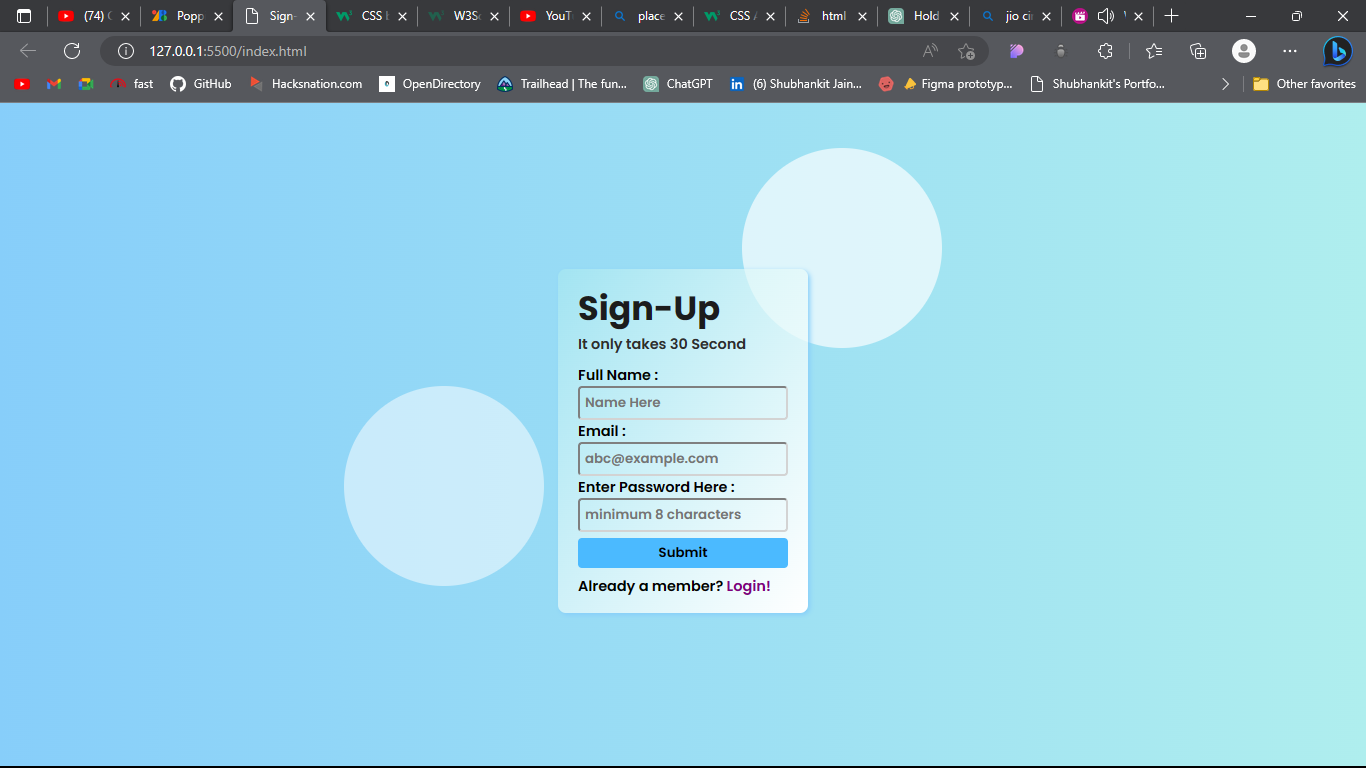 (74) Popp Sign- CSS W3Sc YouT place CSS html Hold jio ci
127.0.0.1:5500/index.html
fast GitHub Hacksnation.com OpenDirectory Trailhead | The fun... ChatGPT (6) Shubhankit Jain... Figma prototyp... Shubhankit's Portfo... Other favorites
Sign-Up
It only takes 30 Second
Full Name :
Name Here
Email :
abc@example.com
Enter Password Here :
minimum 8 characters
Submit
Already a member? Login!